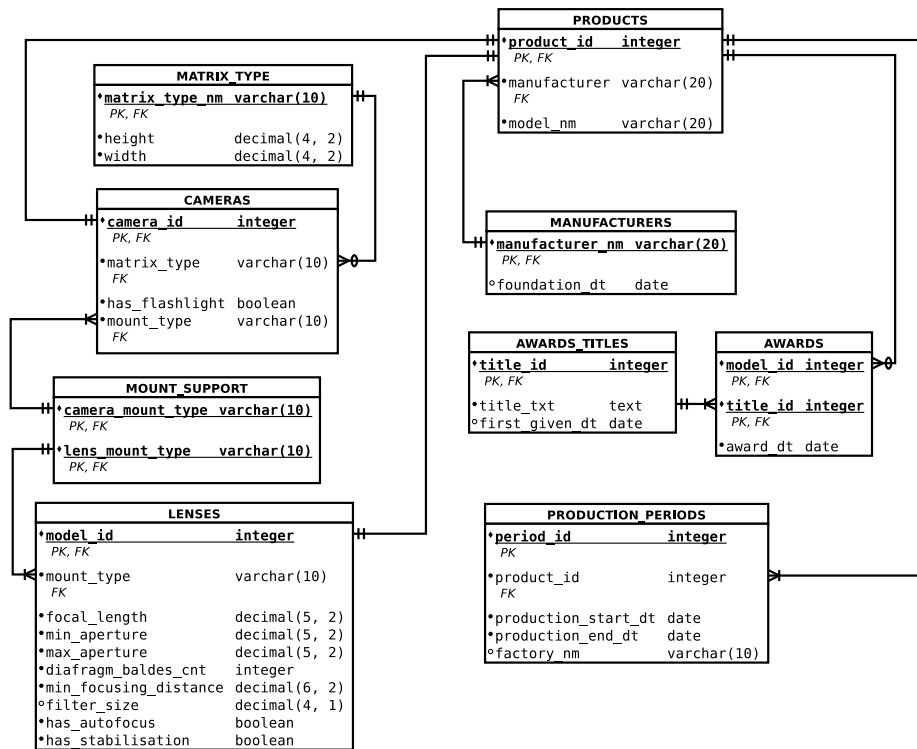 PRODUCTS
product_id integer
PK, FK
manufacturer varchar(20)
FK
model_nm varchar(20)
MATRIX_TYPE
matrix_type_nm varchar(10)
PK, FK
height decimal(4, 2)
width decimal(4, 2)
CAMERAS
camera_id integer
PK, FK
matrix_type varchar(10)
FK
has_flashlight boolean
mount_type varchar(10)
FK
MANUFACTURERS
manufacturer_nm varchar(20)
PK, FK
foundation_dt date
AWARDS_TITLES
title_id integer
PK, FK
title_txt text
first_given_dt date
AWARDS
model_id integer
PK, FK
title_id integer
PK, FK
award_dt date
MOUNT_SUPPORT
camera_mount_type varchar(10)
PK, FK
lens_mount_type varchar(10)
PK, FK
LENSES
model_id integer
PK, FK
mount_type varchar(10)
FK
focal_length decimal(5, 2)
min_aperture decimal(5, 2)
max_aperture decimal(5, 2)
diafragm_baldes_cnt integer
min_focusing_distance decimal(6, 2)
filter_size decimal(4, 1)
has_autofocus boolean
has_stabilisation boolean
PRODUCTION_PERIODS
period_id integer
PK
product_id integer
FK
production_start_dt date
production_end_dt date
factory_nm varchar(10)